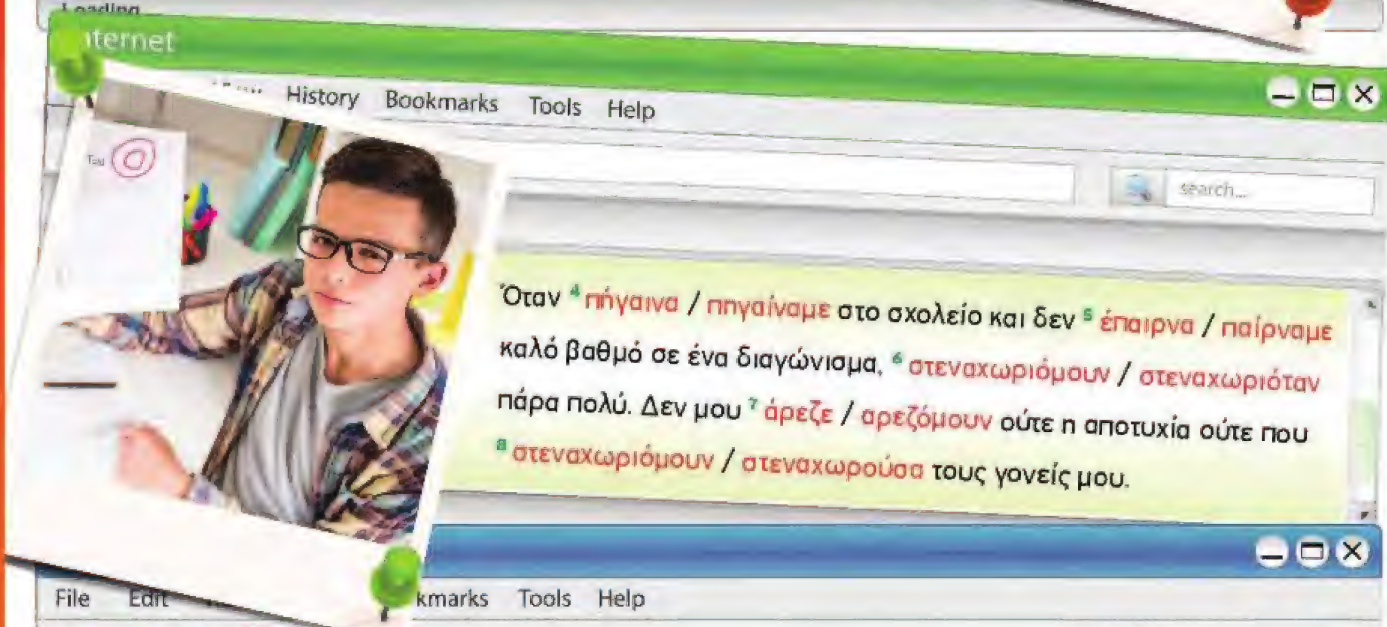 Loading
History Bookmarks Tools Help
search...
Όταν 4 πήγαινα / πηγαίναμε στο σχολείο και δεν 5 έπαιρνα / παίρναμε
καλό βαθμό σε ένα διαγώνισμα, 6 στεναχωριόμουν / στεναχωριόταν
πάρα πολύ. Δεν μου 7 άρεζε / αρεζόμουν ούτε η αποτυχία ούτε που
8 στεναχωριόμουν / στεναχωρούσα τους γονείς μου.
File Edit Tools Help